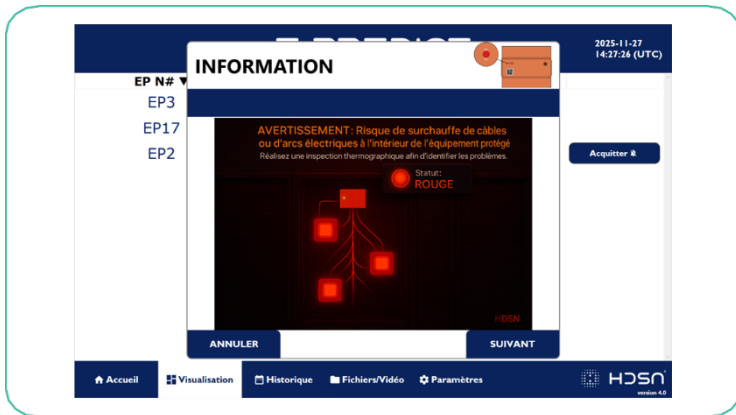 2025-11-27
14:27:26 (UTC)
INFORMATION
EP N# ▼
EP3
EP17
EP2
AVERTISSEMENT: Risque de surchauffe de câbles
ou d'arcs électriques à l'intérieur de l'équipement protégé
Réalisez une inspection thermographique afin d'identifier les problèmes.
Statut:
ROUGE
HDSN
Acquitter
ANNULER
SUIVANT
Accueil
Visualisation
Historique
Fichiers/Vidéo
Paramètres
HDSN
version 4.0